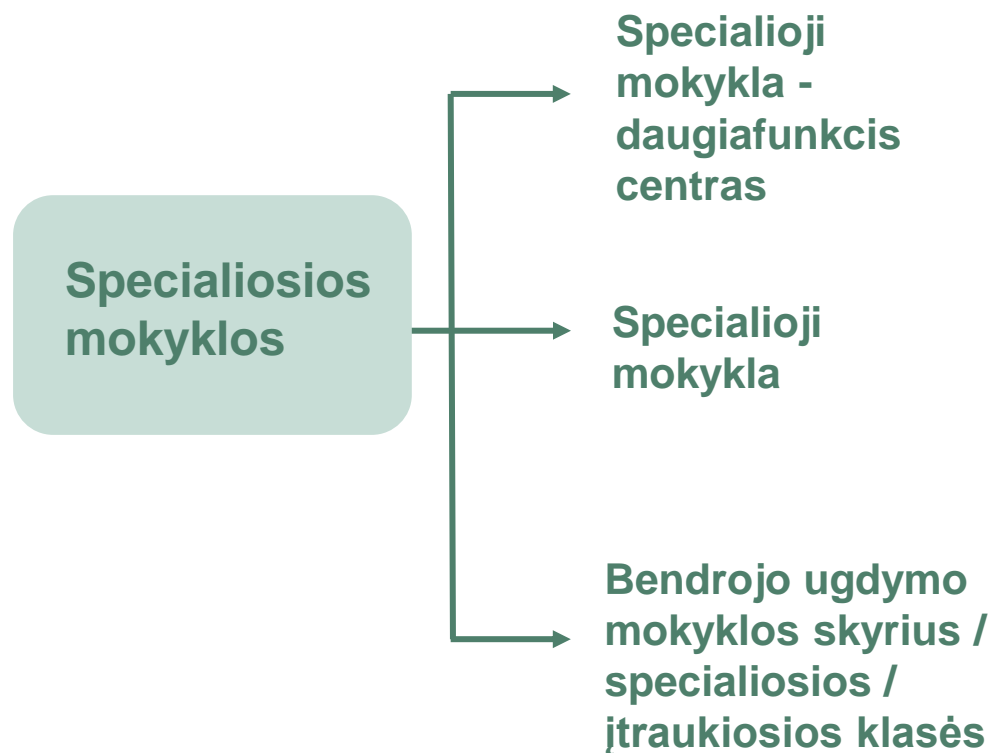 Specialioji
mokykla -
daugiafunkcis
centras
Specialiosios
mokyklos
Specialioji
mokykla
Bendrojo ugdymo
mokyklos skyrius /
specialiosios /
įtraukiosios klasės